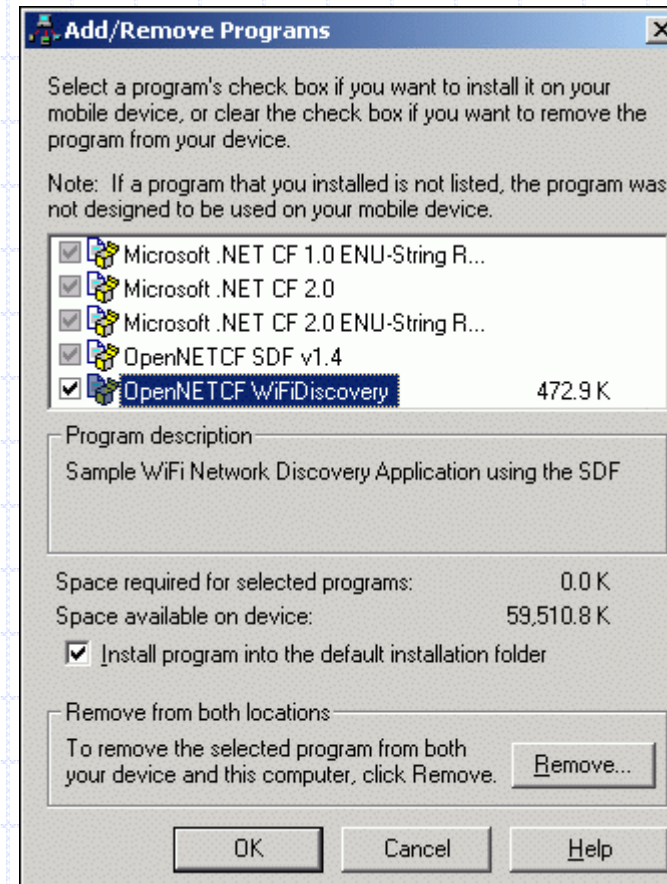 Add/Remove Programs
Select a program's check box if you want to install it on your
mobile device, or clear the check box if you want to remove the
program from your device.
Note: If a program that you installed is not listed, the program was
not designed to be used on your mobile device.
Microsoft .NET CF 1.0 ENU-String R...
Microsoft .NET CF 2.0
Microsoft .NET CF 2.0 ENU-String R...
OpenNETCF SDF v1.4
OpenNETCF WiFiDiscovery 472.9 K
Program description
Sample WiFi Network Discovery Application using the SDF
Space required for selected programs: 0.0 K
Space available on device: 59,510.8 K
Install program into the default installation folder
Remove from both locations
To remove the selected program from both
your device and this computer, click Remove.
Remove...
OK Cancel Help